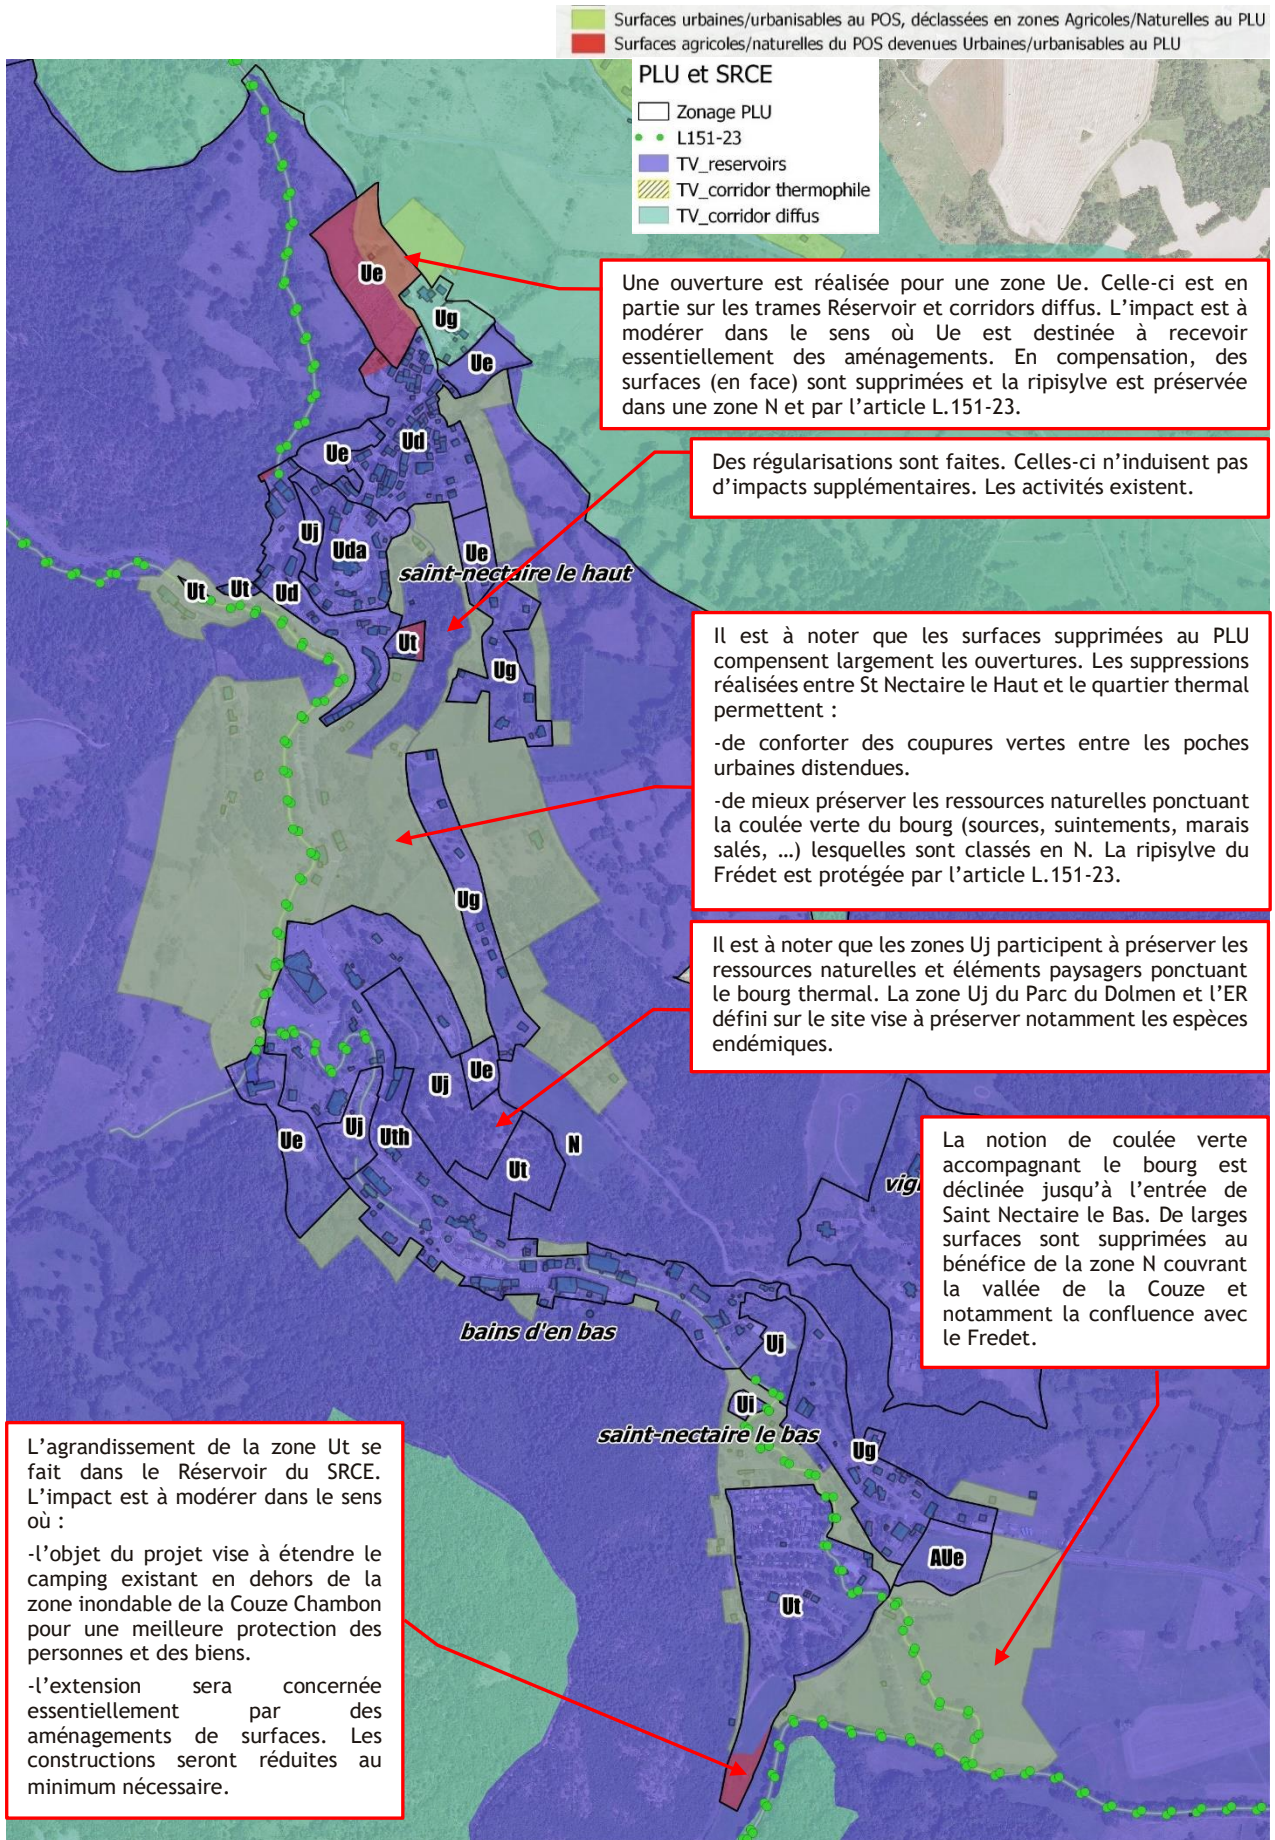 Surfaces urbaines/urbanisables au POS, déclassées en zones Agricoles/Naturelles au PLU
Surfaces agricoles/naturelles du POS devenues Urbaines/urbanisables au PLU
PLU et SRCE
Zonage PLU
L151-23
TV_reservoirs
TV_corridor thermophile
TV_corridor diffus
Une ouverture est réalisée pour une zone Ue. Celle-ci est en
partie sur les trames Réservoir et corridors diffus. L’impact est à
modérer dans le sens où Ue est destinée à recevoir
essentiellement des aménagements. En compensation, des
surfaces (en face) sont supprimées et la ripisylve est préservée
dans une zone N et par l’article L.151-23.
Ue
Ug
Ue
Ud
Ue
Des régularisations sont faites. Celles-ci n’induisent pas
d’impacts supplémentaires. Les activités existent.
Uj
Uda
Ue
saint-nectaire le haut
Ut
Ut
Ud
Ut
Ug
Il est à noter que les surfaces supprimées au PLU
compensent largement les ouvertures. Les suppressions
réalisées entre St Nectaire le Haut et le quartier thermal
permettent :
-de conforter des coupures vertes entre les poches
urbaines distendues.
-de mieux préserver les ressources naturelles ponctuant
la coulée verte du bourg (sources, suintements, marais
salés, …) lesquelles sont classés en N. La ripisylve du
Frédet est protégée par l’article L.151-23.
Ug
Il est à noter que les zones Uj participent à préserver les
ressources naturelles et éléments paysagers ponctuant
le bourg thermal. La zone Uj du Parc du Dolmen et l’ER
défini sur le site vise à préserver notamment les espèces
endémiques.
Uj
Ue
Ue
Uj
Uth
Ut
N
vig
La notion de coulée verte
accompagnant le bourg est
déclinée jusqu’à l’entrée de
Saint Nectaire le Bas. De larges
surfaces sont supprimées au
bénéfice de la zone N couvrant
la vallée de la Couze et
notamment la confluence avec
le Fredet.
bains d'en bas
Uj
Ui
saint-nectaire le bas
Ug
AUe
Ut
L’agrandissement de la zone Ut se
fait dans le Réservoir du SRCE.
L’impact est à modérer dans le sens
où :
-l’objet du projet vise à étendre le
camping existant en dehors de la
zone inondable de la Couze Chambon
pour une meilleure protection des
personnes et des biens.
-l’extension sera concernée
essentiellement par des
aménagements de surfaces. Les
constructions seront réduites au
minimum nécessaire.